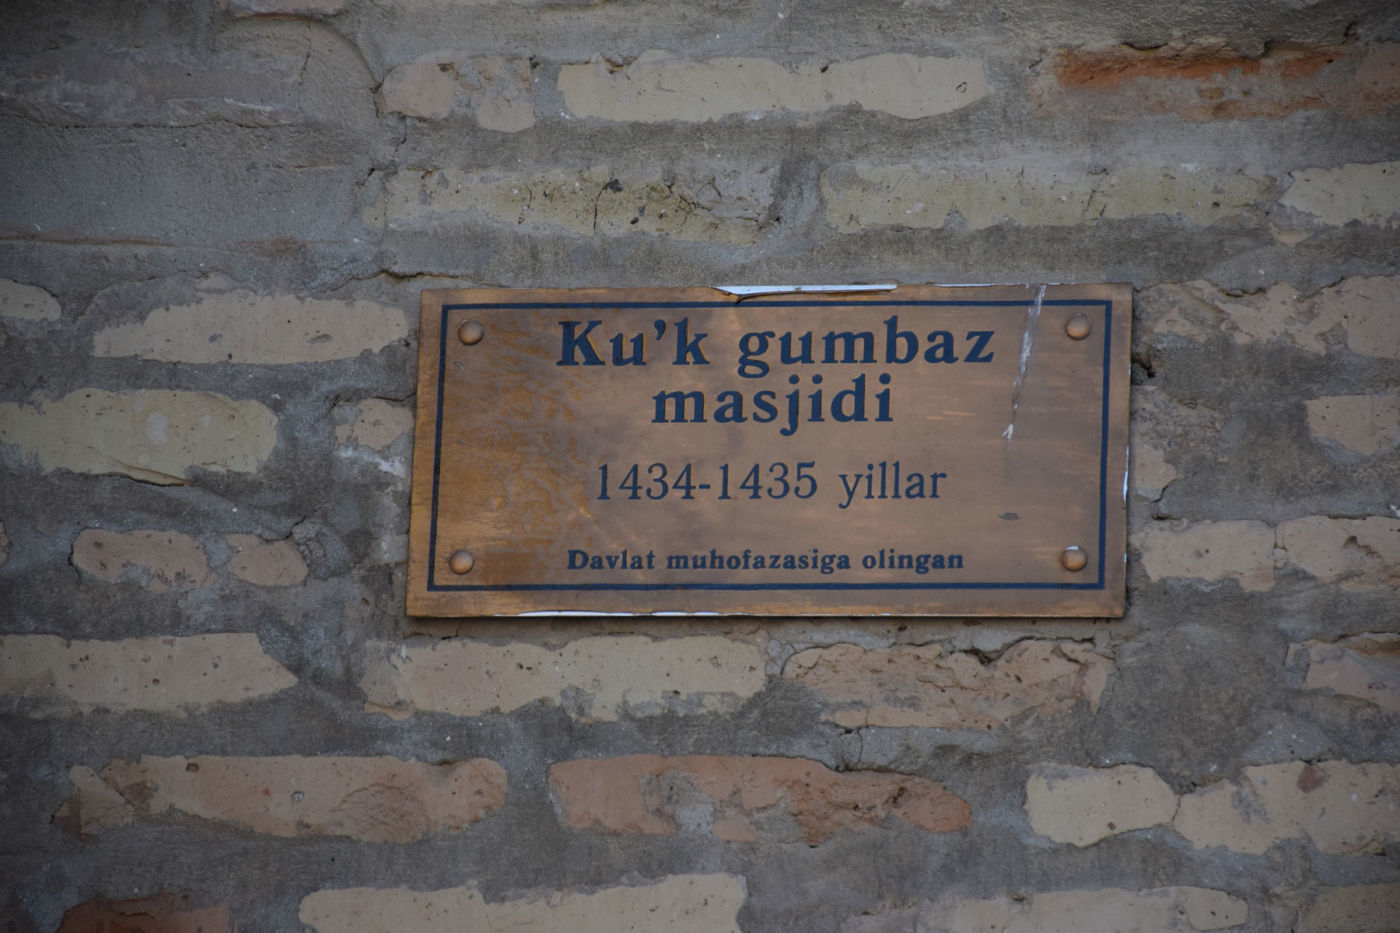 Ku’k gumbaz
masjidi
1434-1435 yillar
Davlat muhofazasiga olingan